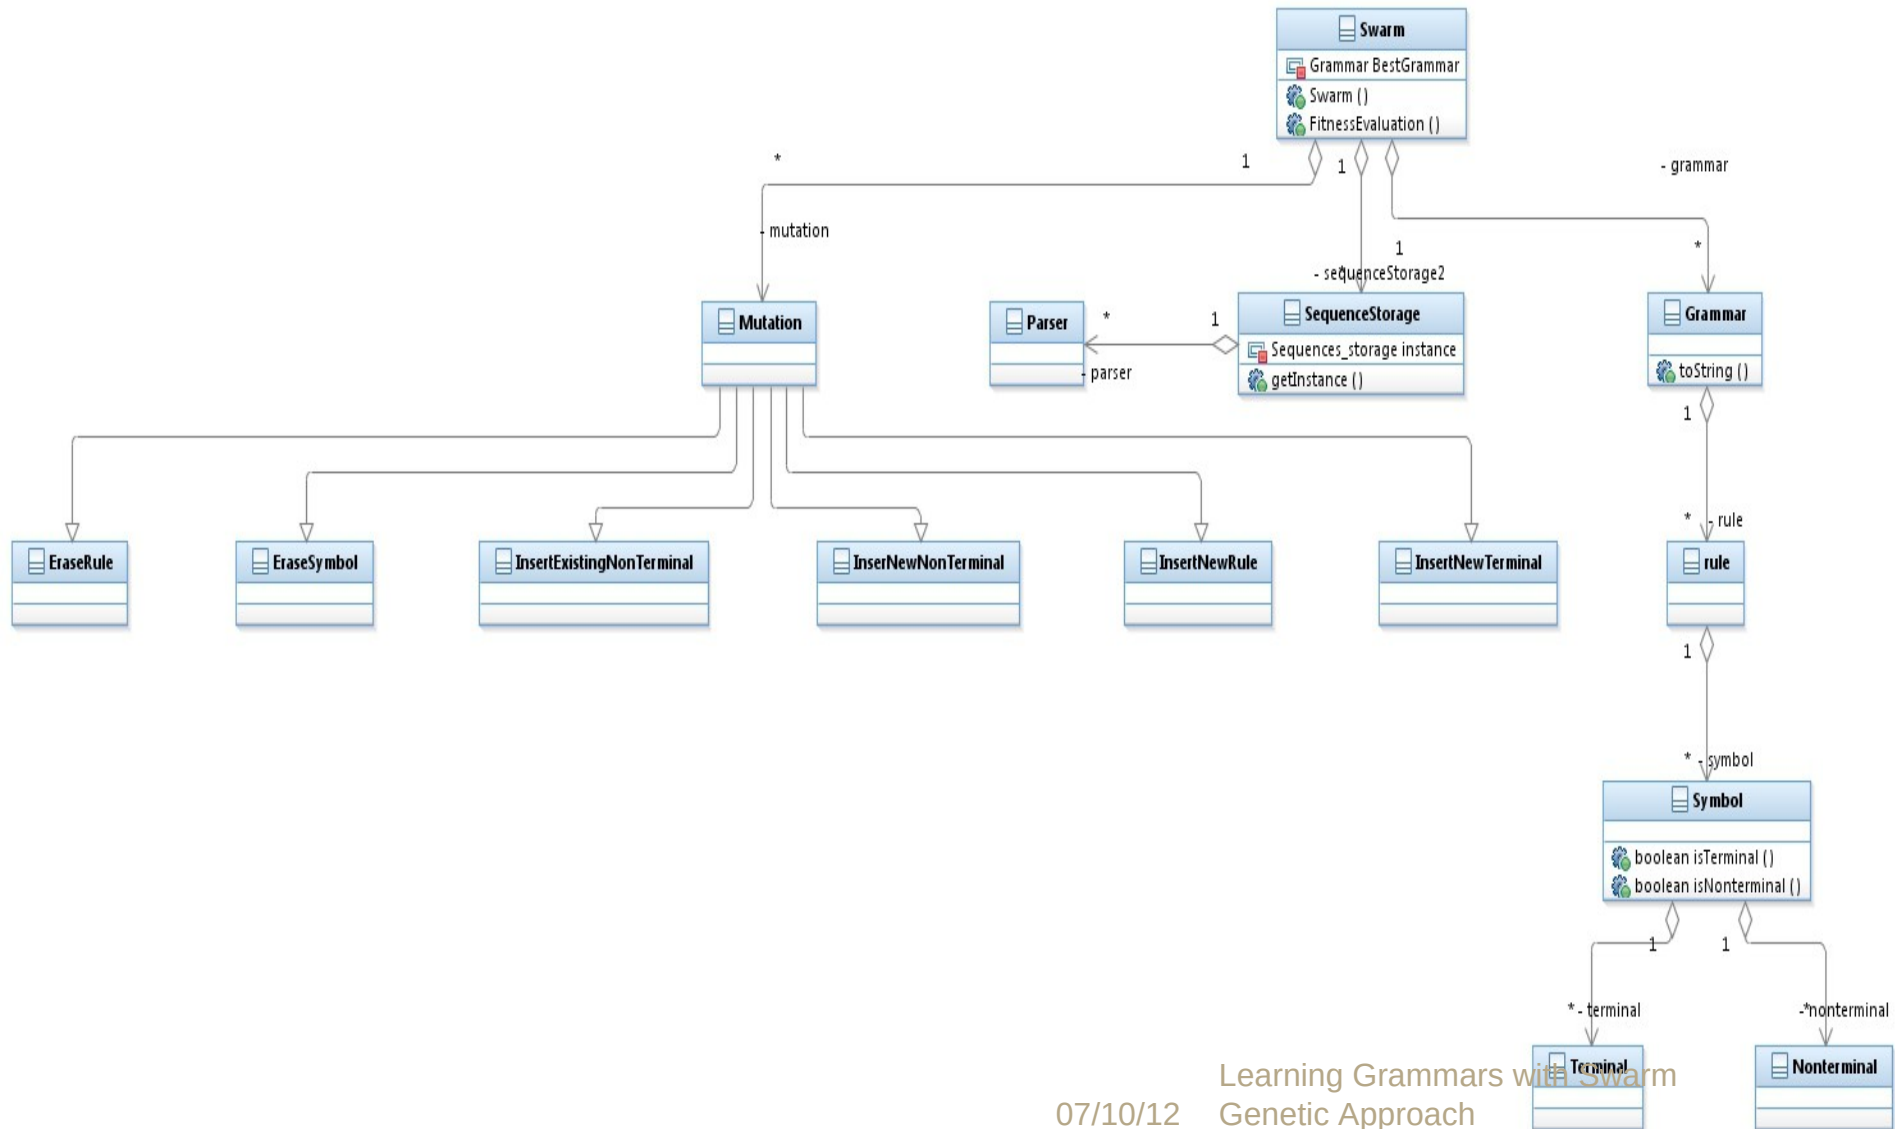 Swarm
Grammar BestGrammar
Swarm ()
FitnessEvaluation ()
*
1
1
- grammar
- mutation
1
*
- sequenceStorage2
*
Mutation
Parser
*
1
- parser
SequenceStorage
Sequences_storage instance
getInstance ()
Grammar
toString ()
1
* - rule
EraseRule
EraseSymbol
InsertExistingNonTerminal
InserNewNonTerminal
InsertNewRule
InsertNewTerminal
rule
1
* - symbol
Symbol
boolean isTerminal ()
boolean isNonterminal ()
1
1
* - terminal
-*nonterminal
Terminal
Nonterminal
Learning Grammars with Swarm
07/10/12 Genetic Approach